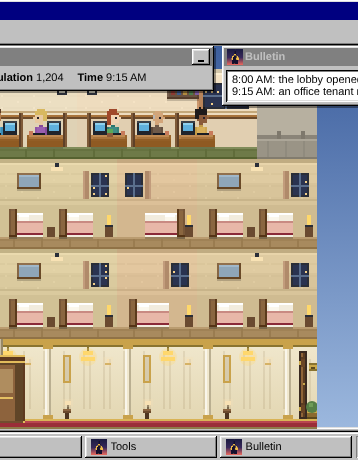 Bulletin
ulation 1,204 Time 9:15 AM
8:00 AM: the lobby opened
9:15 AM: an office tenant
Tools
Bulletin